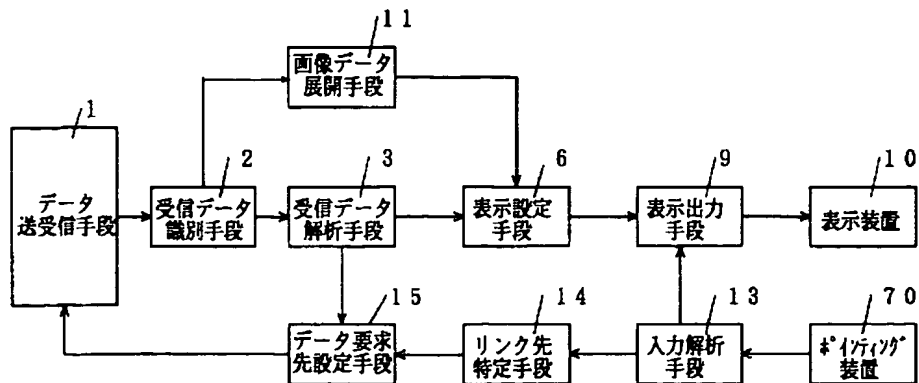 11
画像データ
展開手段
1
データ
送受信手段
2
受信データ
識別手段
3
受信データ
解析手段
6
表示設定
手段
9
表示出力
手段
10
表示装置
15
データ要求
先設定手段
14
リンク先
特定手段
13
入力解析
手段
70
ﾎﾟｲﾝﾃｨﾝｸﾞ
装置